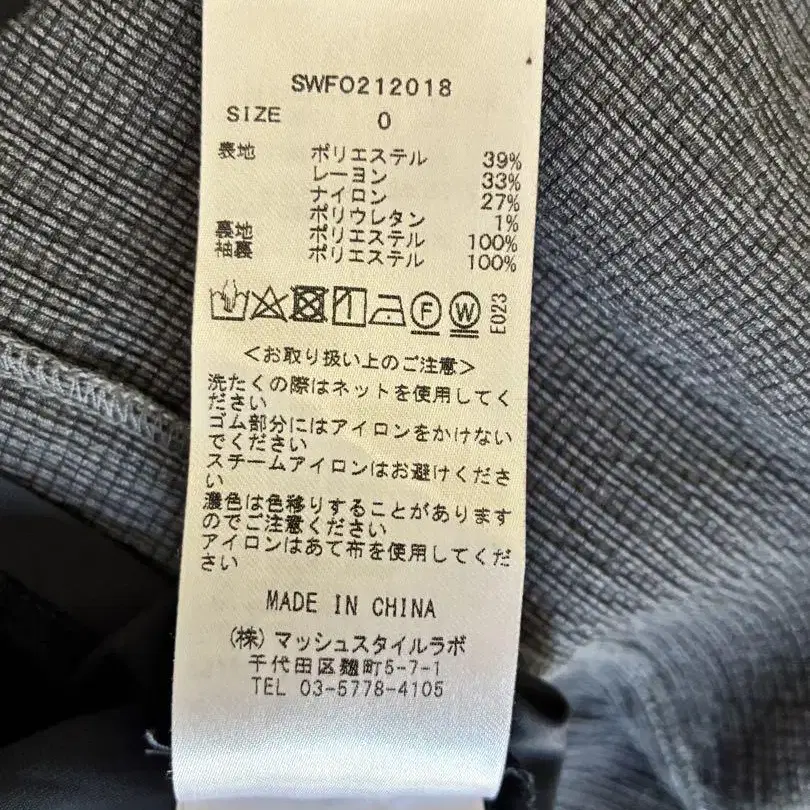 SWFO212018
SIZE 0
表地 ポリエステル 39%
レーヨン 33%
ナイロン 27%
ポリウレタン 1%
裏地 ポリエステル 100%
袖裏 ポリエステル 100%
F W E023
<お取り扱い上のご注意>
洗たくの際はネットを使用してく
ださい
ゴム部分にはアイロンをかけない
でください
スチームアイロンはお避けくださ
い
濃色は色移りすることがあります
のでご注意ください
アイロンはあて布を使用してくだ
さい
MADE IN CHINA
(株)マッシュスタイルラボ
千代田区麹町5-7-1
TEL 03-5778-4105